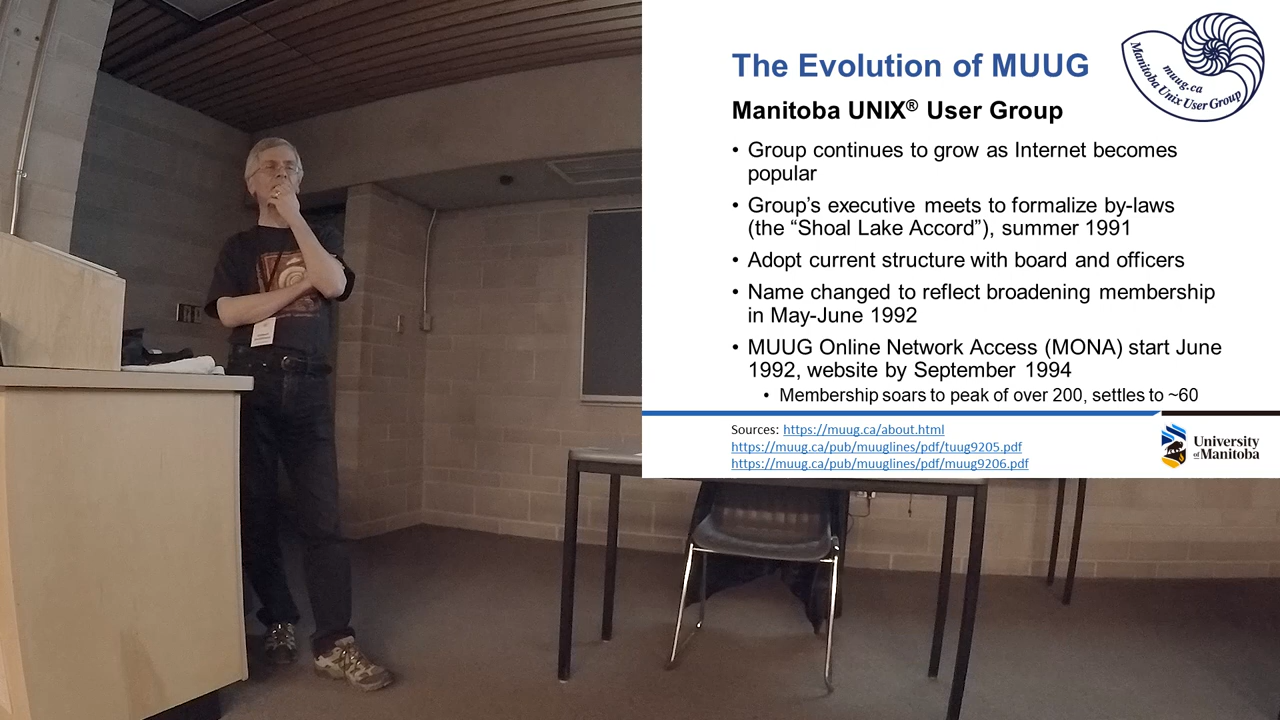 The Evolution of MUUG
Manitoba UNIX® User Group
• Group continues to grow as Internet becomes
popular
• Group's executive meets to formalize by-laws
(the “Shoal Lake Accord”), summer 1991
• Adopt current structure with board and officers
• Name changed to reflect broadening membership
in May-June 1992
• MUUG Online Network Access (MONA) start June
1992, website by September 1994
• Membership soars to peak of over 200, settles to ~60
Sources: https://muug.ca/about.html
https://muug.ca/pub/muuglines/pdf/tuug9205.pdf
https://muug.ca/pub/muuglines/pdf/muug9206.pdf
muug.ca
Manitoba Unix User Group
University
of Manitoba